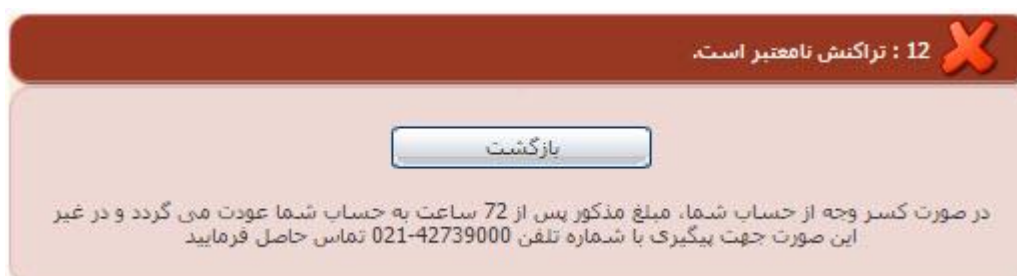 12 : تراکنش نامعتبر است.
بازگشت
در صورت کسر وجه از حساب شما، مبلغ مذکور پس از 72 ساعت به حساب شما عودت می گردد و در غیر
این صورت جهت پیگیری با شماره تلفن 42739000-021 تماس حاصل فرمایید